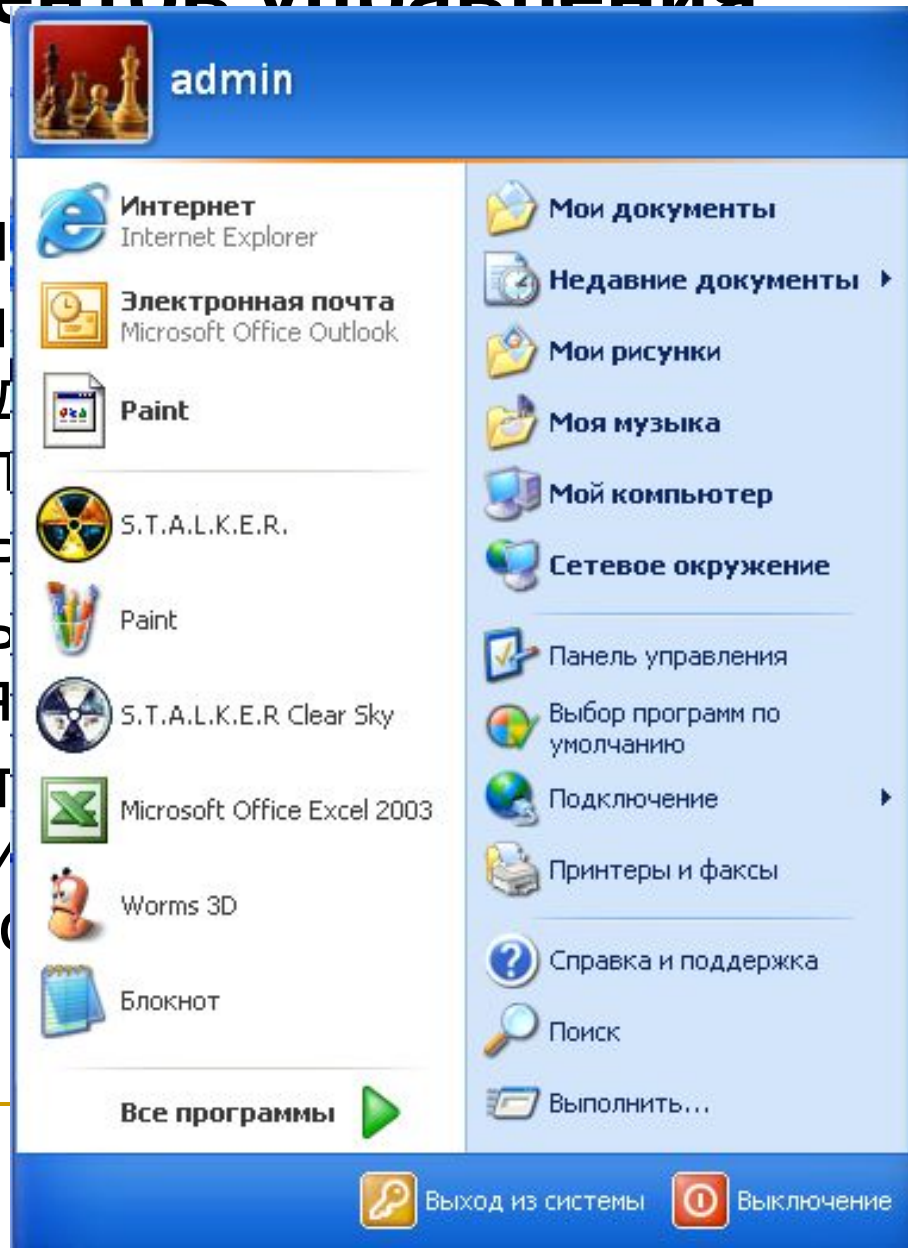 управления
admin
Интернет
Internet Explorer
Электронная почта
Microsoft Office Outlook
Paint
S.T.A.L.K.E.R.
Paint
S.T.A.L.K.E.R Clear Sky
Microsoft Office Excel 2003
Worms 3D
Блокнот
Все программы
Мои документы
Недавние документы
Мои рисунки
Моя музыка
Мой компьютер
Сетевое окружение
Панель управления
Выбор программ по
умолчанию
Подключение
Принтеры и факсы
Справка и поддержка
Поиск
Выполнить...
Выход из системы
Выключение